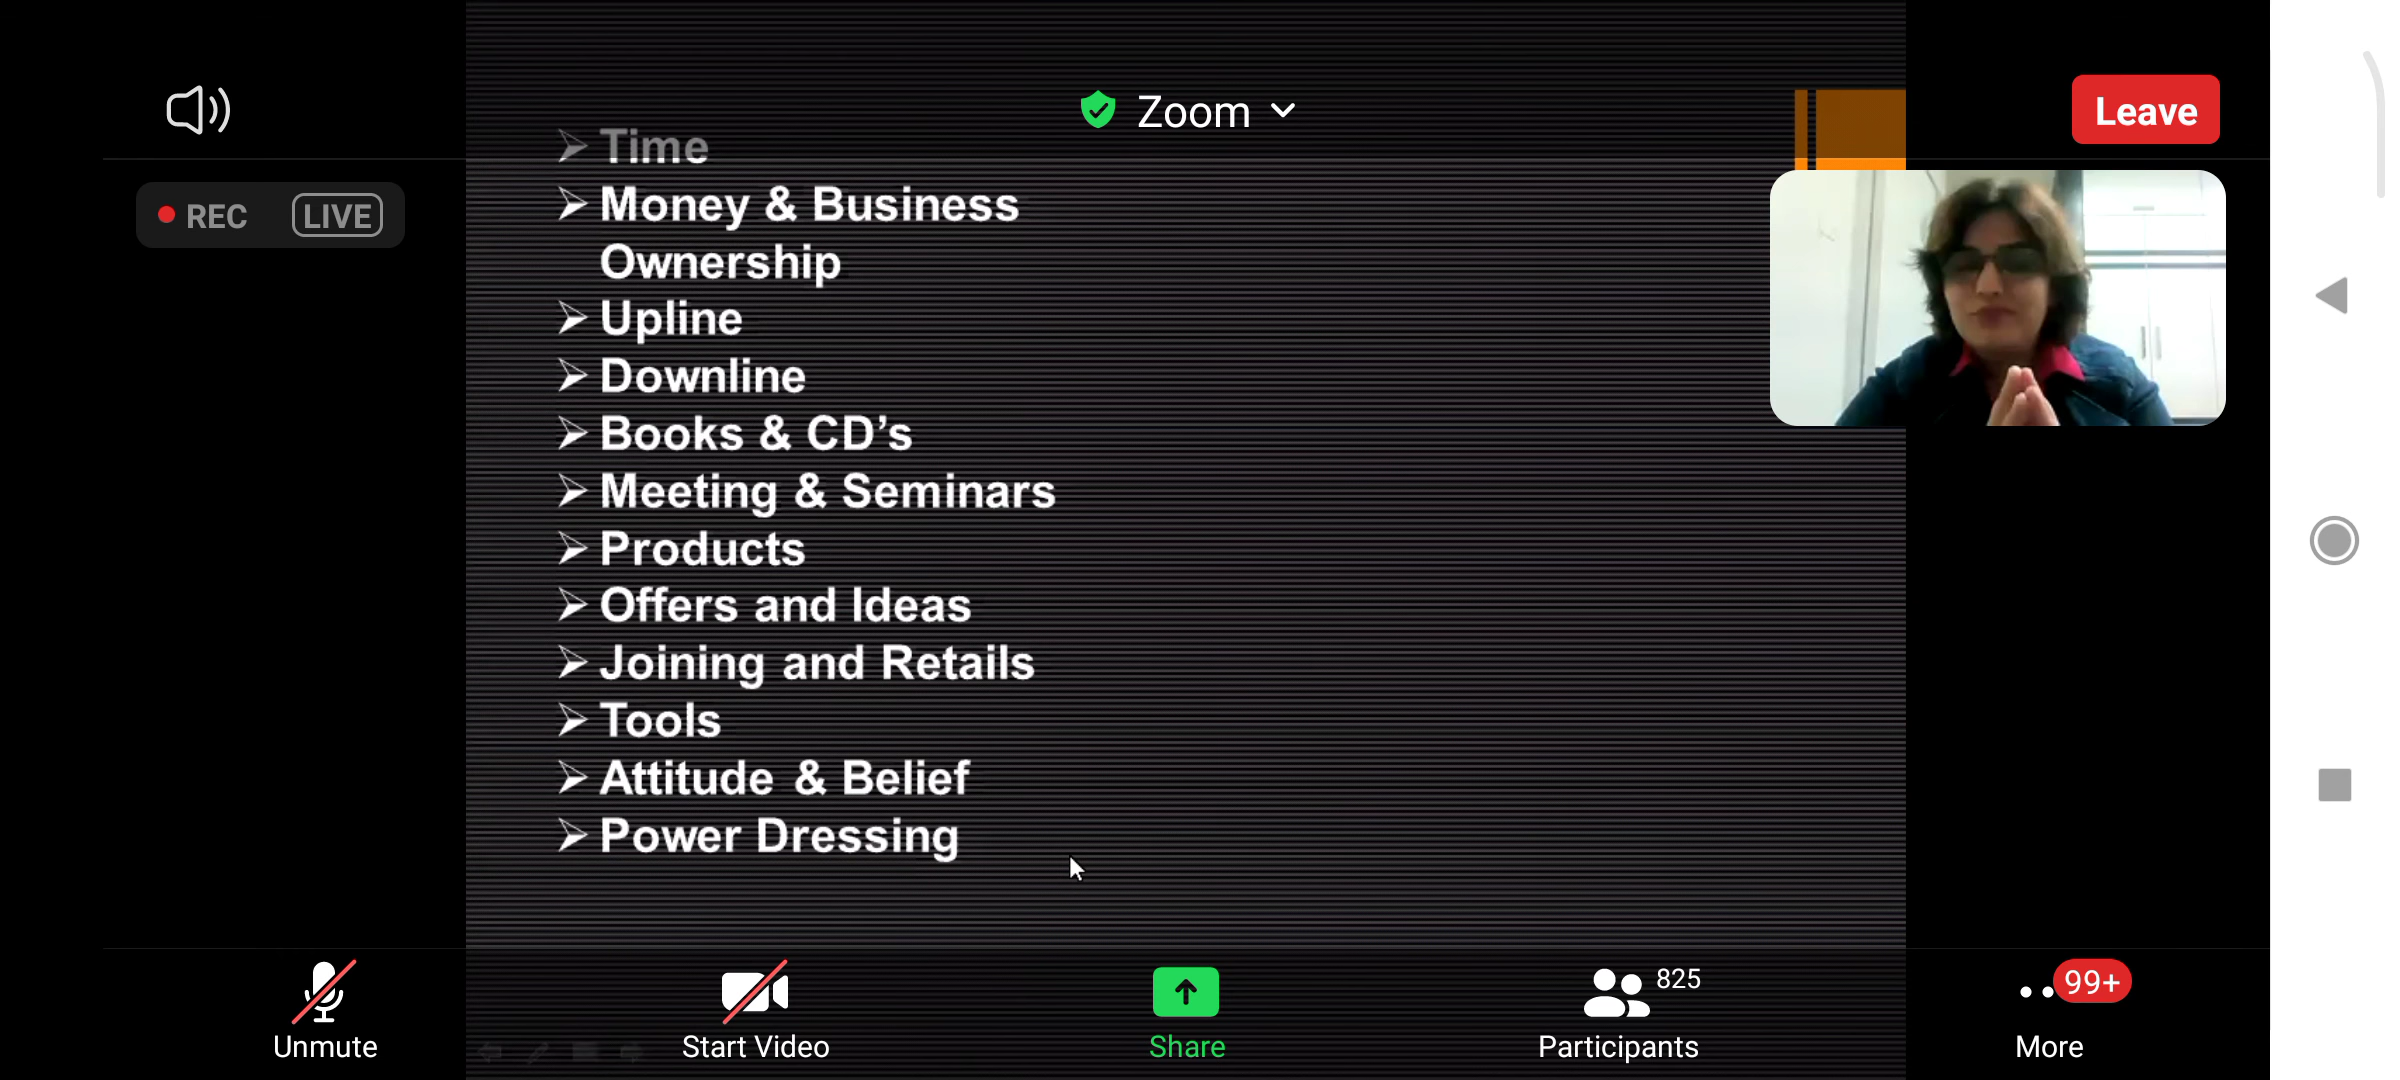 Zoom
Leave
Time
REC LIVE
Money & Business
Ownership
Upline
Downline
Books & CD’s
Meeting & Seminars
Products
Offers and Ideas
Joining and Retails
Tools
Attitude & Belief
Power Dressing
825
99+
Unmute
Start Video
Share
Participants
More